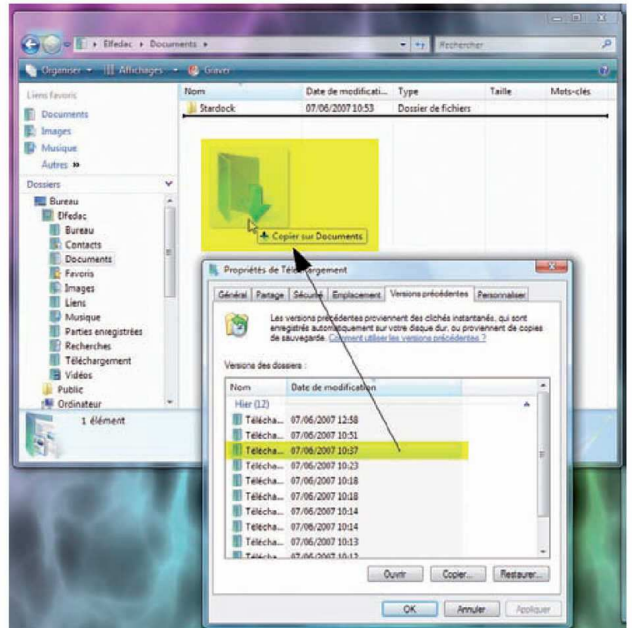 Elfedac Documents Rechercher
Organiser Affichages Graver
Liens favoris
Nom Date de modificati... Type Taille Mots-clés
Stardock 07/06/2007 10:53 Dossier de fichiers
Documents
Images
Musique
Autres »
Dossiers
Bureau
Elfedac
Bureau
Contacts
Documents
Favoris
Images
Liens
Musique
Parties enregistrées
Recherches
Téléchargement
Vidéos
Public
Ordinateur
1 élément
Copier sur Documents
Propriétés de Téléchargement
Général Partage Sécurité Emplacement Versions précédentes Personnaliser
Les versions précédentes proviennent des clichés instantanés, qui sont
enregistrés automatiquement sur votre disque dur, ou proviennent de copies
de sauvegarde. Comment utiliser les versions précédentes ?
Versions des dossiers :
Nom Date de modification
Hier (12)
Télécha... 07/06/2007 12:58
Télécha... 07/06/2007 10:51
Télécha... 07/06/2007 10:37
Télécha... 07/06/2007 10:23
Télécha... 07/06/2007 10:18
Télécha... 07/06/2007 10:18
Télécha... 07/06/2007 10:14
Télécha... 07/06/2007 10:14
Télécha... 07/06/2007 10:13
Télécha... 07/06/2007 10:12
Ouvrir Copier... Restaurer...
OK Annuler Appliquer